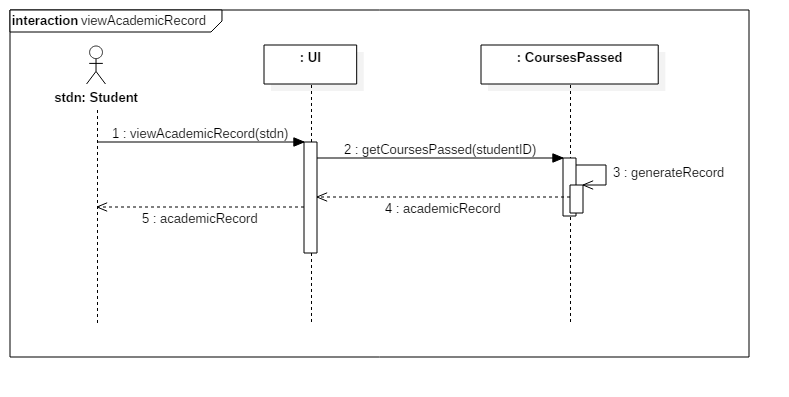 interaction viewAcademicRecord
stdn: Student
: UI
: CoursesPassed
1 : viewAcademicRecord(stdn)
2 : getCoursesPassed(studentID)
3 : generateRecord
4 : academicRecord
5 : academicRecord